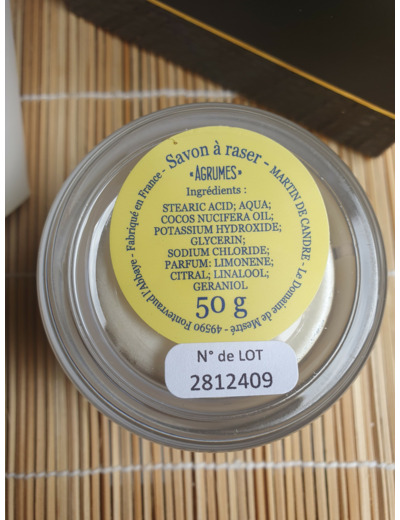 Savon à raser - MARTIN DE CANDRE - Le Domaine de Mestré - 49590 Fontevraud l'Abbaye - Fabriqué en France -
«AGRUMES»
Ingrédients :
STEARIC ACID; AQUA;
COCOS NUCIFERA OIL;
POTASSIUM HYDROXIDE;
GLYCERIN;
SODIUM CHLORIDE;
PARFUM: LIMONENE;
CITRAL; LINALOOL;
GERANIOL
50 g
N° de LOT
2812409